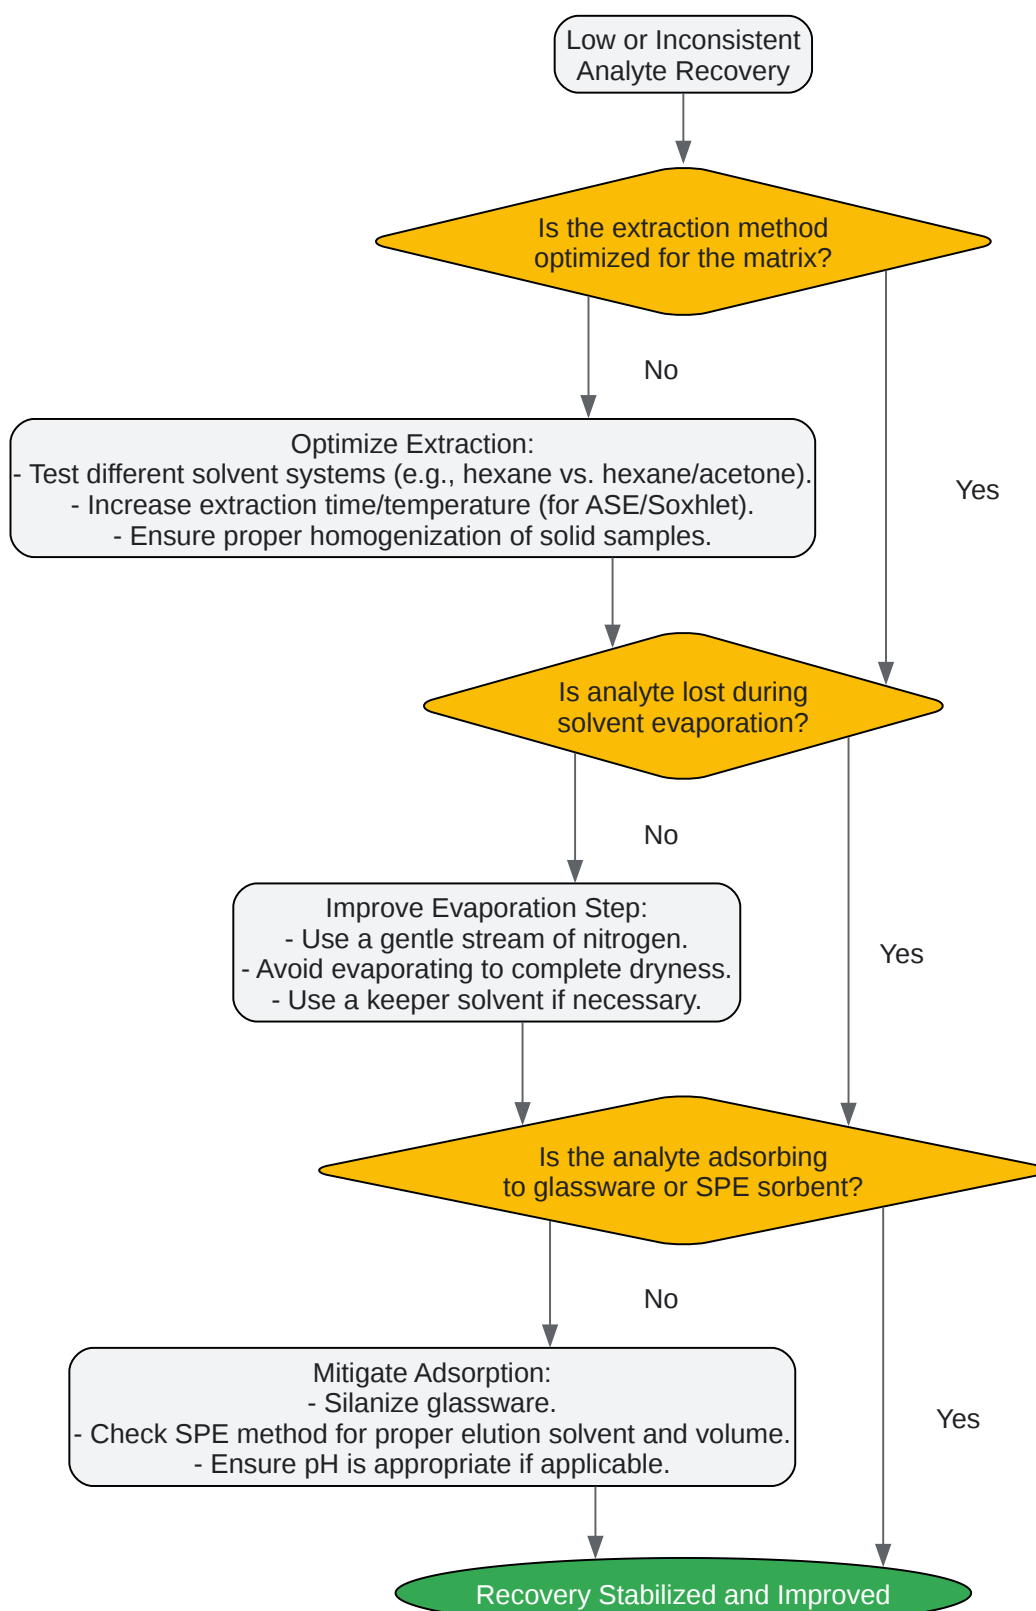 Low or Inconsistent
Analyte Recovery
Is the extraction method
optimized for the matrix?
No
Optimize Extraction:
- Test different solvent systems (e.g., hexane vs. hexane/acetone).
- Increase extraction time/temperature (for ASE/Soxhlet).
- Ensure proper homogenization of solid samples.
Yes
Is analyte lost during
solvent evaporation?
No
Improve Evaporation Step:
- Use a gentle stream of nitrogen.
- Avoid evaporating to complete dryness.
- Use a keeper solvent if necessary.
Yes
Is the analyte adsorbing
to glassware or SPE sorbent?
No
Mitigate Adsorption:
- Silanize glassware.
- Check SPE method for proper elution solvent and volume.
- Ensure pH is appropriate if applicable.
Yes
Recovery Stabilized and Improved